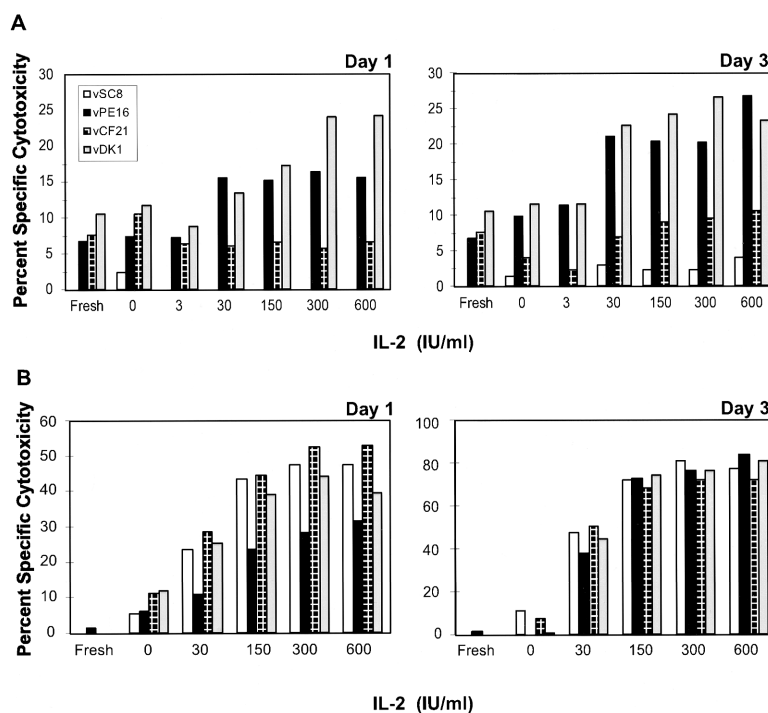 A
Day 1
Day 3
Percent Specific Cytotoxicity
30
25
20
15
10
5
0
vSC8
vPE16
vCF21
vDK1
Fresh 0 3 30 150 300 600
30
25
20
15
10
5
0
Fresh 0 3 30 150 300 600
IL-2 (IU/ml)
B
Day 1
Day 3
Percent Specific Cytotoxicity
60
50
40
30
20
10
0
Fresh 0 30 150 300 600
100
80
60
40
20
0
Fresh 0 30 150 300 600
IL-2 (IU/ml)